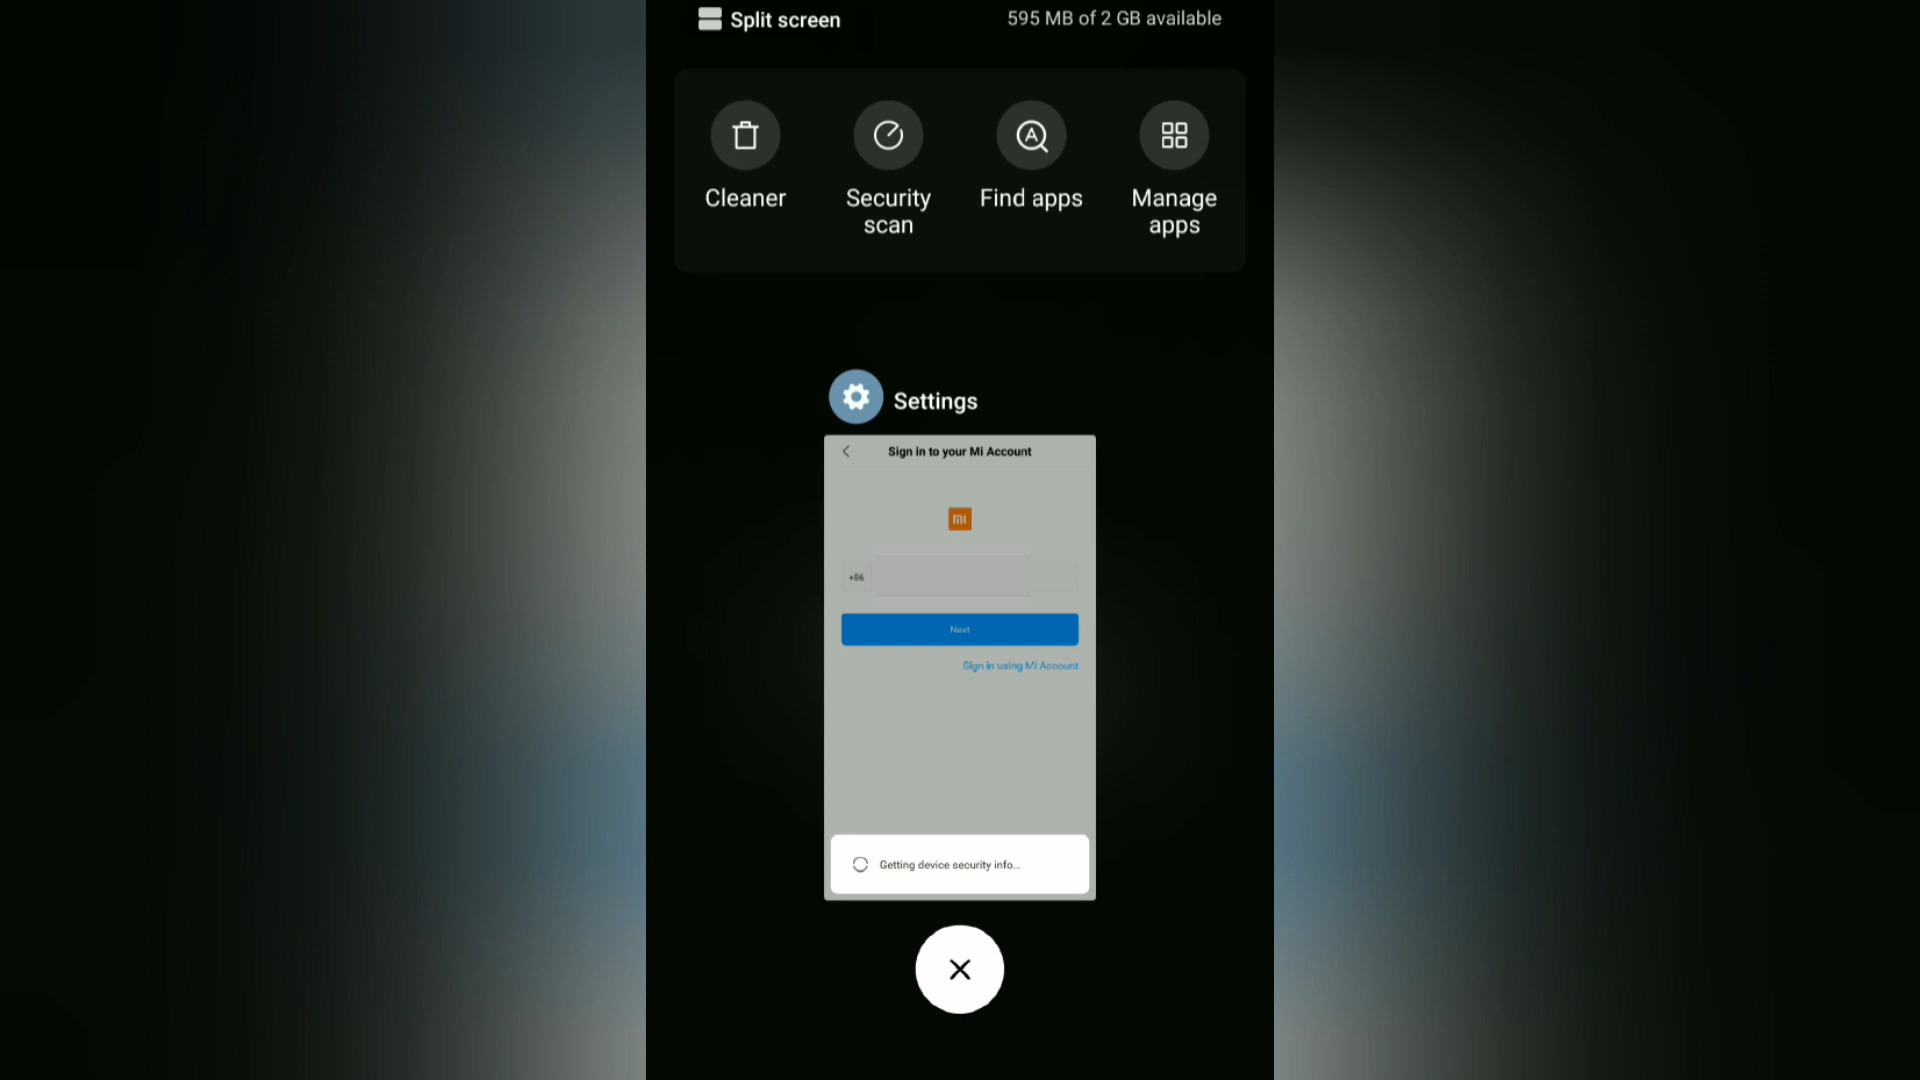 Split screen
595 MB of 2 GB available
Cleaner
Security
scan
Find apps
Manage
apps
Settings
Sign in to your Mi Account
mi
+86
Next
Sign in using Mi Account
Getting device security info...